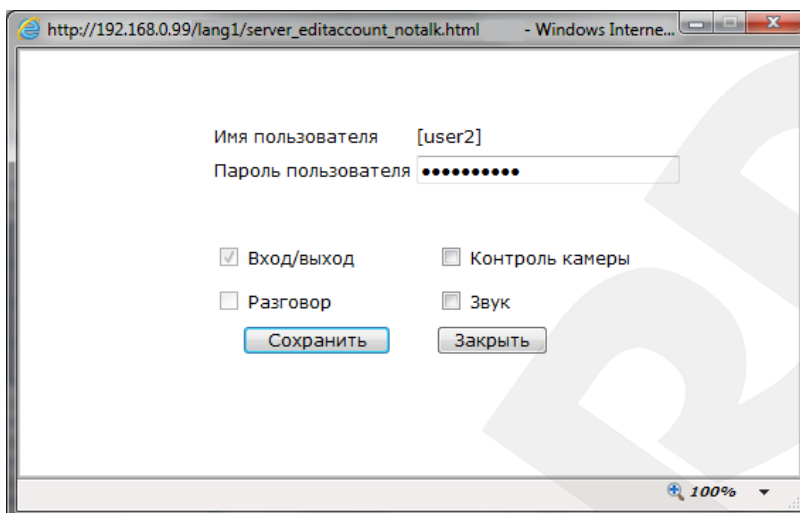 http://192.168.0.99/lang1/server_editaccount_notalk.html - Windows Interne...
Имя пользователя [user2]
Пароль пользователя ••••••••••
Вход/выход Контроль камеры
Разговор Звук
Сохранить Закрыть
100%